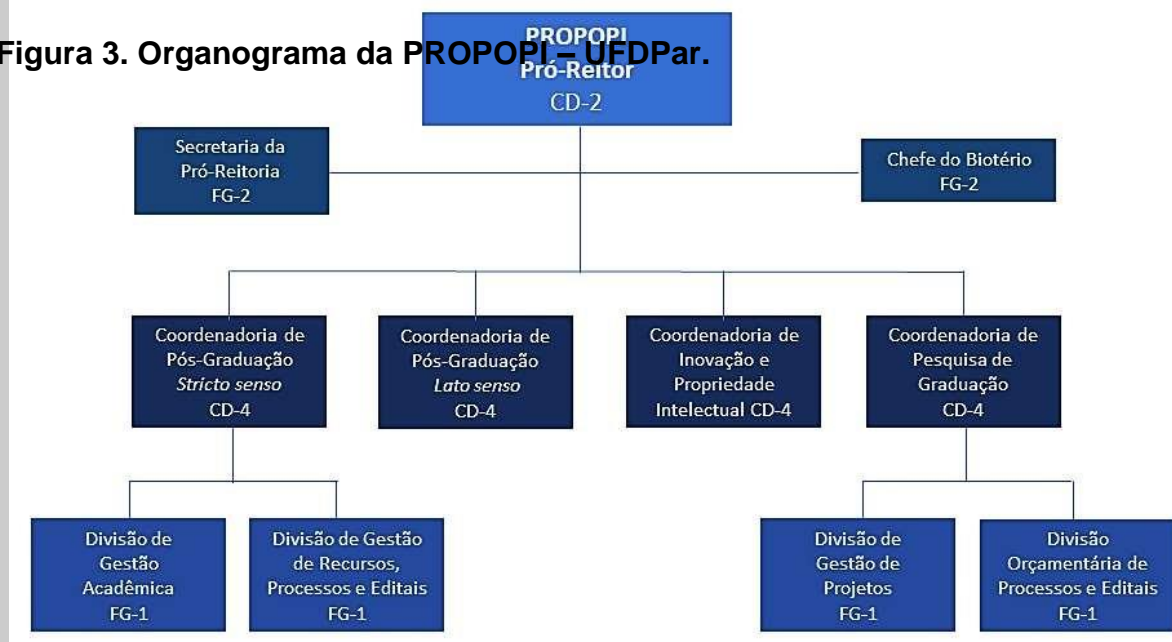 Figura 3. Organograma da PROPOPI – UFDPar.
PROPOPI
Pró-Reitor
CD-2
Secretaria da
Pró-Reitoria
FG-2
Chefe do Biotério
FG-2
Coordenadoria de
Pós-Graduação
Stricto senso
CD-4
Coordenadoria de
Pós-Graduação
Lato senso
CD-4
Coordenadoria de
Inovação e
Propriedade
Intelectual CD-4
Coordenadoria de
Pesquisa de
Graduação
CD-4
Divisão de
Gestão
Acadêmica
FG-1
Divisão de Gestão
de Recursos,
Processos e Editais
FG-1
Divisão de
Gestão de
Projetos
FG-1
Divisão
Orçamentária de
Processos e Editais
FG-1